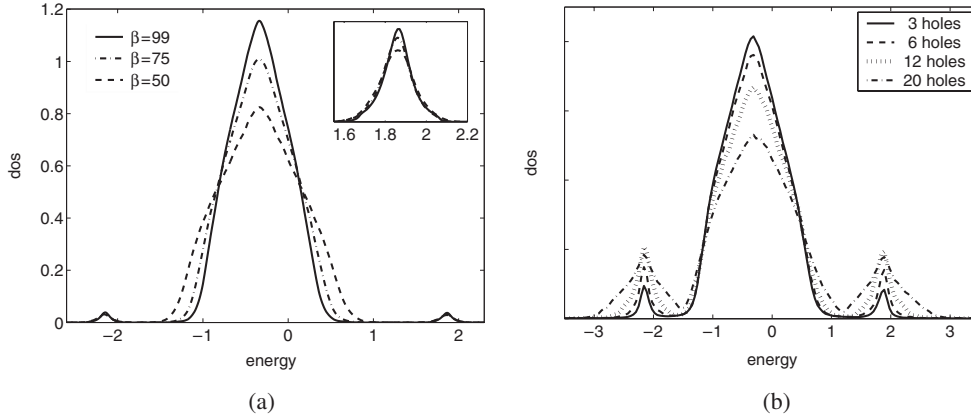 1.2
1
0.8
0.6
0.4
0.2
0
dos
β=99
β=75
β=50
1.6 1.8 2 2.2
−2 −1 0 1 2
energy
(a)
3 holes
6 holes
12 holes
20 holes
dos
−3 −2 −1 0 1 2 3
energy
(b)